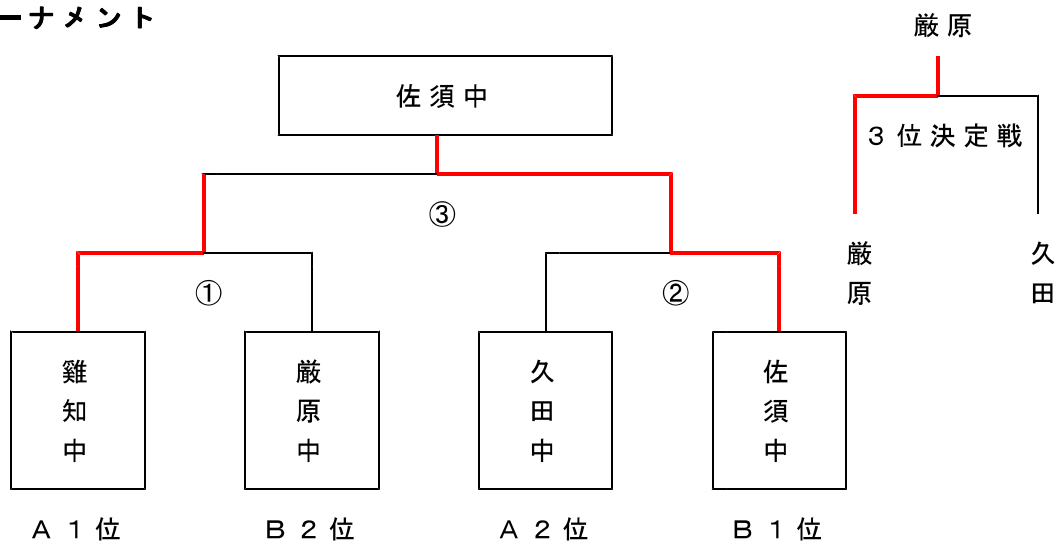 ーナメント
厳原
佐須中
3位決定戦
③
厳原
久田
①
②
雞知中
厳原中
久田中
佐須中
A1位
B2位
A2位
B1位